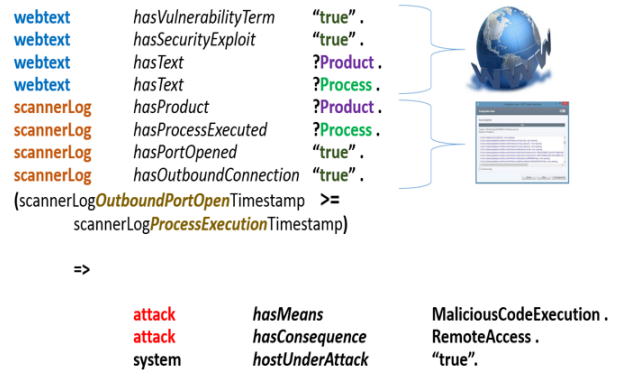 webtext hasVulnerabilityTerm “true” .
webtext hasSecurityExploit “true” .
webtext hasText ?Product .
webtext hasText ?Process .
scannerLog hasProduct ?Product .
scannerLog hasProcessExecuted ?Process .
scannerLog hasPortOpened “true” .
scannerLog hasOutboundConnection “true” .
(scannerLogOutboundPortOpenTimestamp >=
scannerLogProcessExecutionTimestamp)
=>
attack hasMeans MaliciousCodeExecution .
attack hasConsequence RemoteAccess .
system hostUnderAttack “true”.